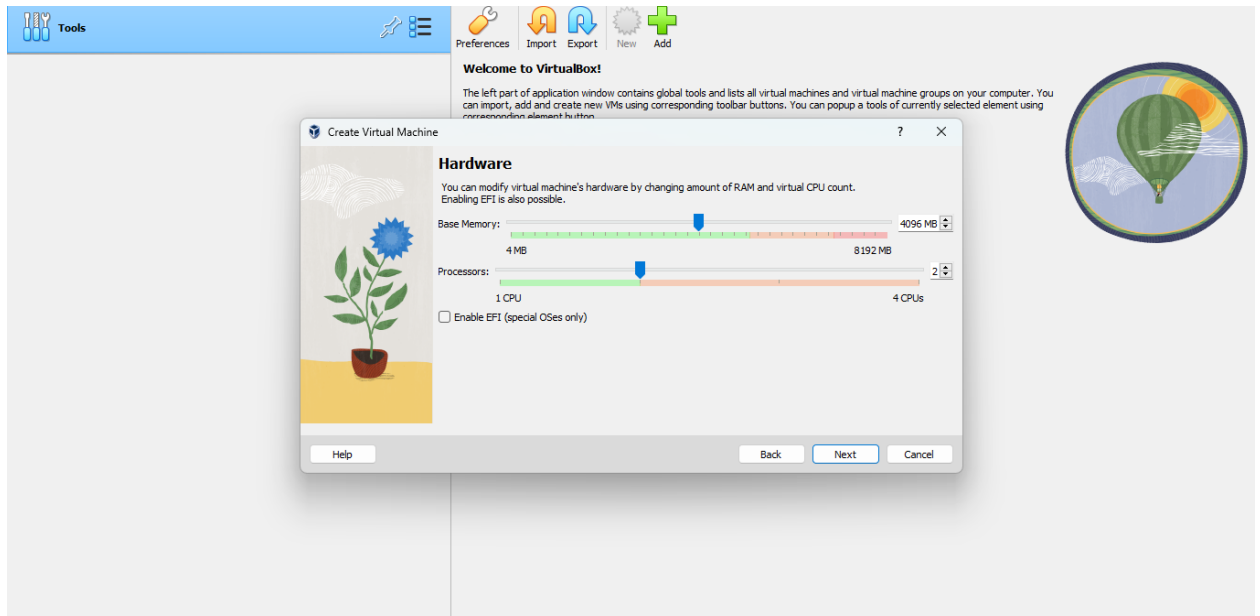 Tools
Preferences
Import
Export
New
Add
Welcome to VirtualBox!
The left part of application window contains global tools and lists all virtual machines and virtual machine groups on your computer. You
can import, add and create new VMs using corresponding toolbar buttons. You can popup a tools of currently selected element using
corresponding element button.
Create Virtual Machine
?
Hardware
You can modify virtual machine's hardware by changing amount of RAM and virtual CPU count.
Enabling EFI is also possible.
Base Memory:
4096 MB
4 MB
8192 MB
Processors:
2
1 CPU
4 CPUs
Enable EFI (special OSes only)
Help
Back
Next
Cancel